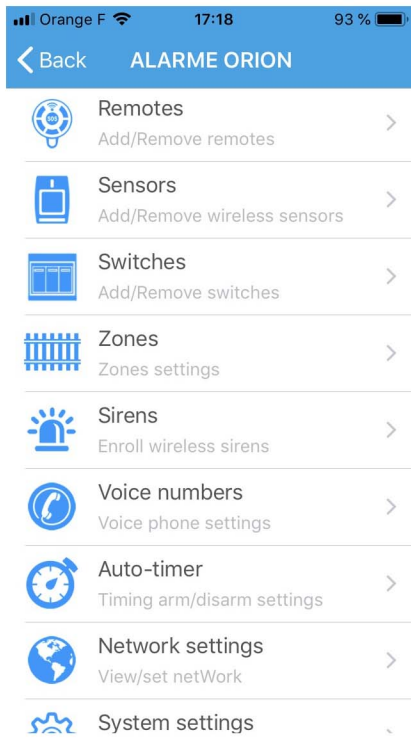 Orange F 17:18 93 %
Back ALARME ORION
Remotes
Add/Remove remotes
Sensors
Add/Remove wireless sensors
Switches
Add/Remove switches
Zones
Zones settings
Sirens
Enroll wireless sirens
Voice numbers
Voice phone settings
Auto-timer
Timing arm/disarm settings
Network settings
View/set netWork
System settings